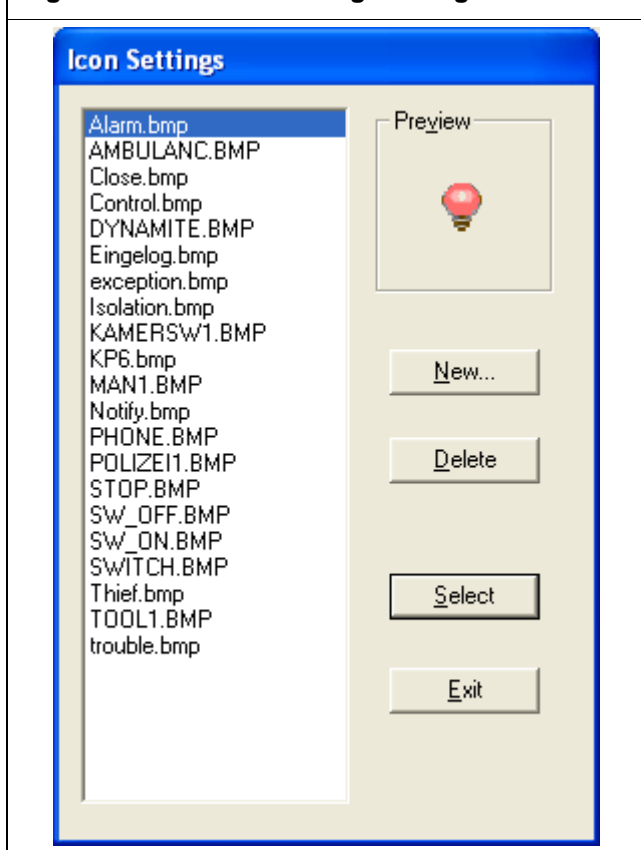 Icon Settings
Alarm.bmp
AMBULANC.BMP
Close.bmp
Control.bmp
DYNAMITE.BMP
Eingelog.bmp
exception.bmp
Isolation.bmp
KAMERSW1.BMP
KP6.bmp
MAN1.BMP
Notify.bmp
PHONE.BMP
POLIZEI1.BMP
STOP.BMP
SW_OFF.BMP
SW_ON.BMP
SWITCH.BMP
Thief.bmp
TOOL1.BMP
trouble.bmp
Preview
New...
Delete
Select
Exit